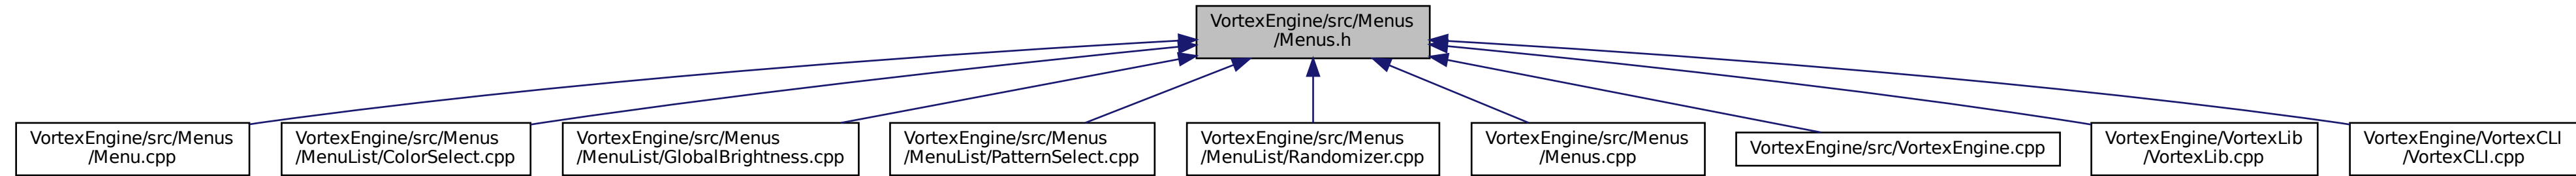 VortexEngine/src/Menus
/Menus.h
VortexEngine/src/Menus
/Menu.cpp
VortexEngine/src/Menus
/MenuList/ColorSelect.cpp
VortexEngine/src/Menus
/MenuList/GlobalBrightness.cpp
VortexEngine/src/Menus
/MenuList/PatternSelect.cpp
VortexEngine/src/Menus
/MenuList/Randomizer.cpp
VortexEngine/src/Menus
/Menus.cpp
VortexEngine/src/VortexEngine.cpp
VortexEngine/VortexLib
/VortexLib.cpp
VortexEngine/VortexCLI
/VortexCLI.cpp